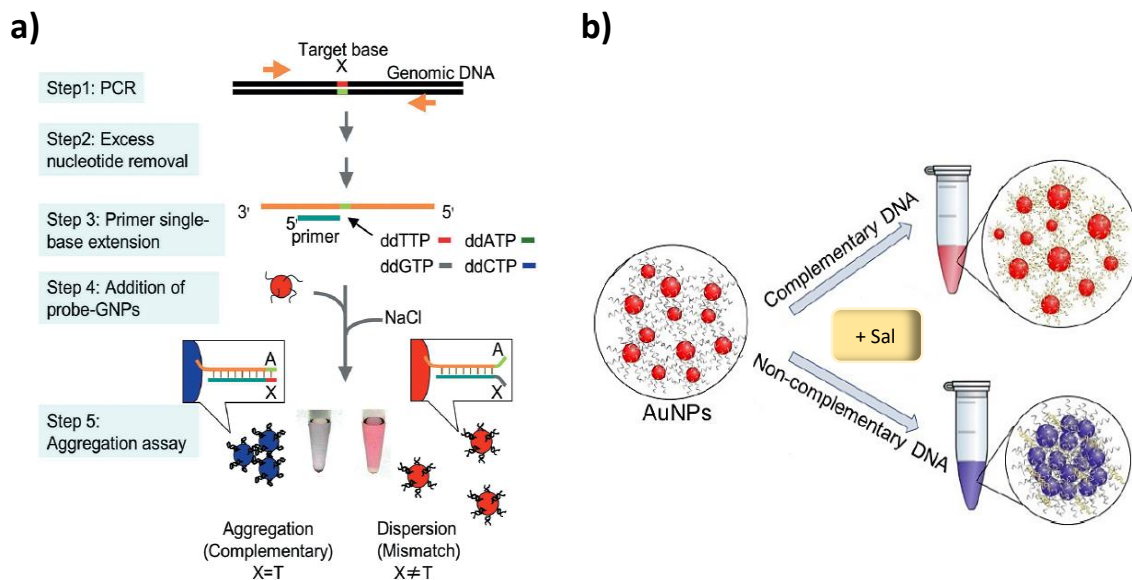 a)
Target base
X
Genomic DNA
Step1: PCR
Step2: Excess
nucleotide removal
3'
5'
5'
primer
Step 3: Primer single-
base extension
ddTTP
ddATP
ddGTP
ddCTP
Step 4: Addition of
probe-GNPs
NaCl
A
X
A
X
Step 5:
Aggregation assay
Aggregation
(Complementary)
X=T
Dispersion
(Mismatch)
X≠T
b)
Complementary DNA
+ Sal
Non-complementary DNA
AuNPs